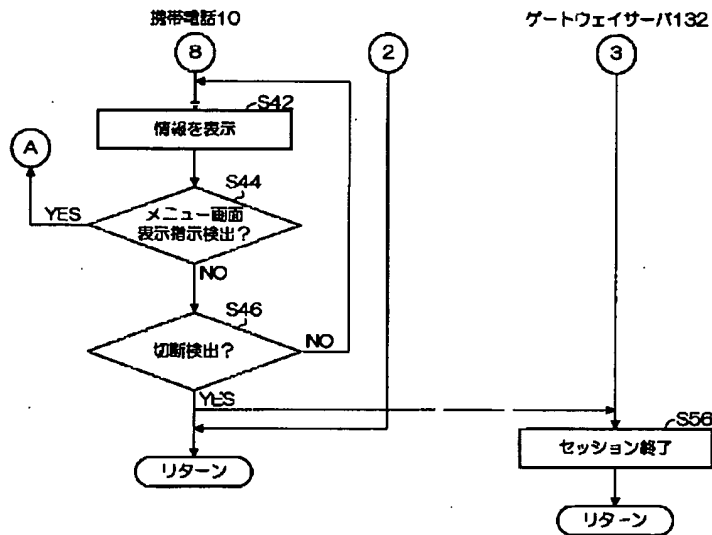 携帯電話10
ゲートウェイサーバ132
8
2
3
S42
情報を表示
A
S44
YES
メニュー画面
表示指示検出？
NO
S46
切断検出？
NO
YES
S56
セッション終了
リターン
リターン